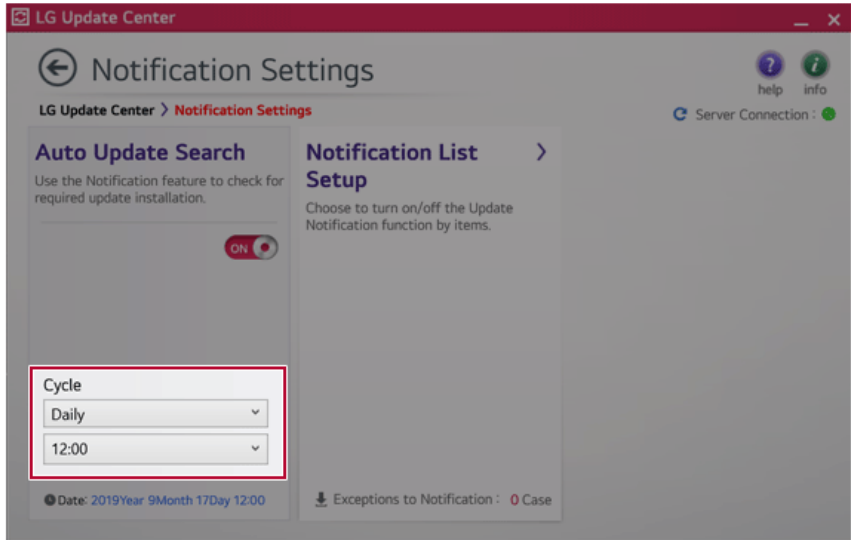 LG Update Center
Notification Settings
help
info
LG Update Center > Notification Settings
Server Connection :
Auto Update Search
Use the Notification feature to check for
required update installation.
ON
Cycle
Daily
12:00
Date: 2019Year 9Month 17Day 12:00
Notification List
Setup
Choose to turn on/off the Update
Notification function by items.
Exceptions to Notification : 0 Case